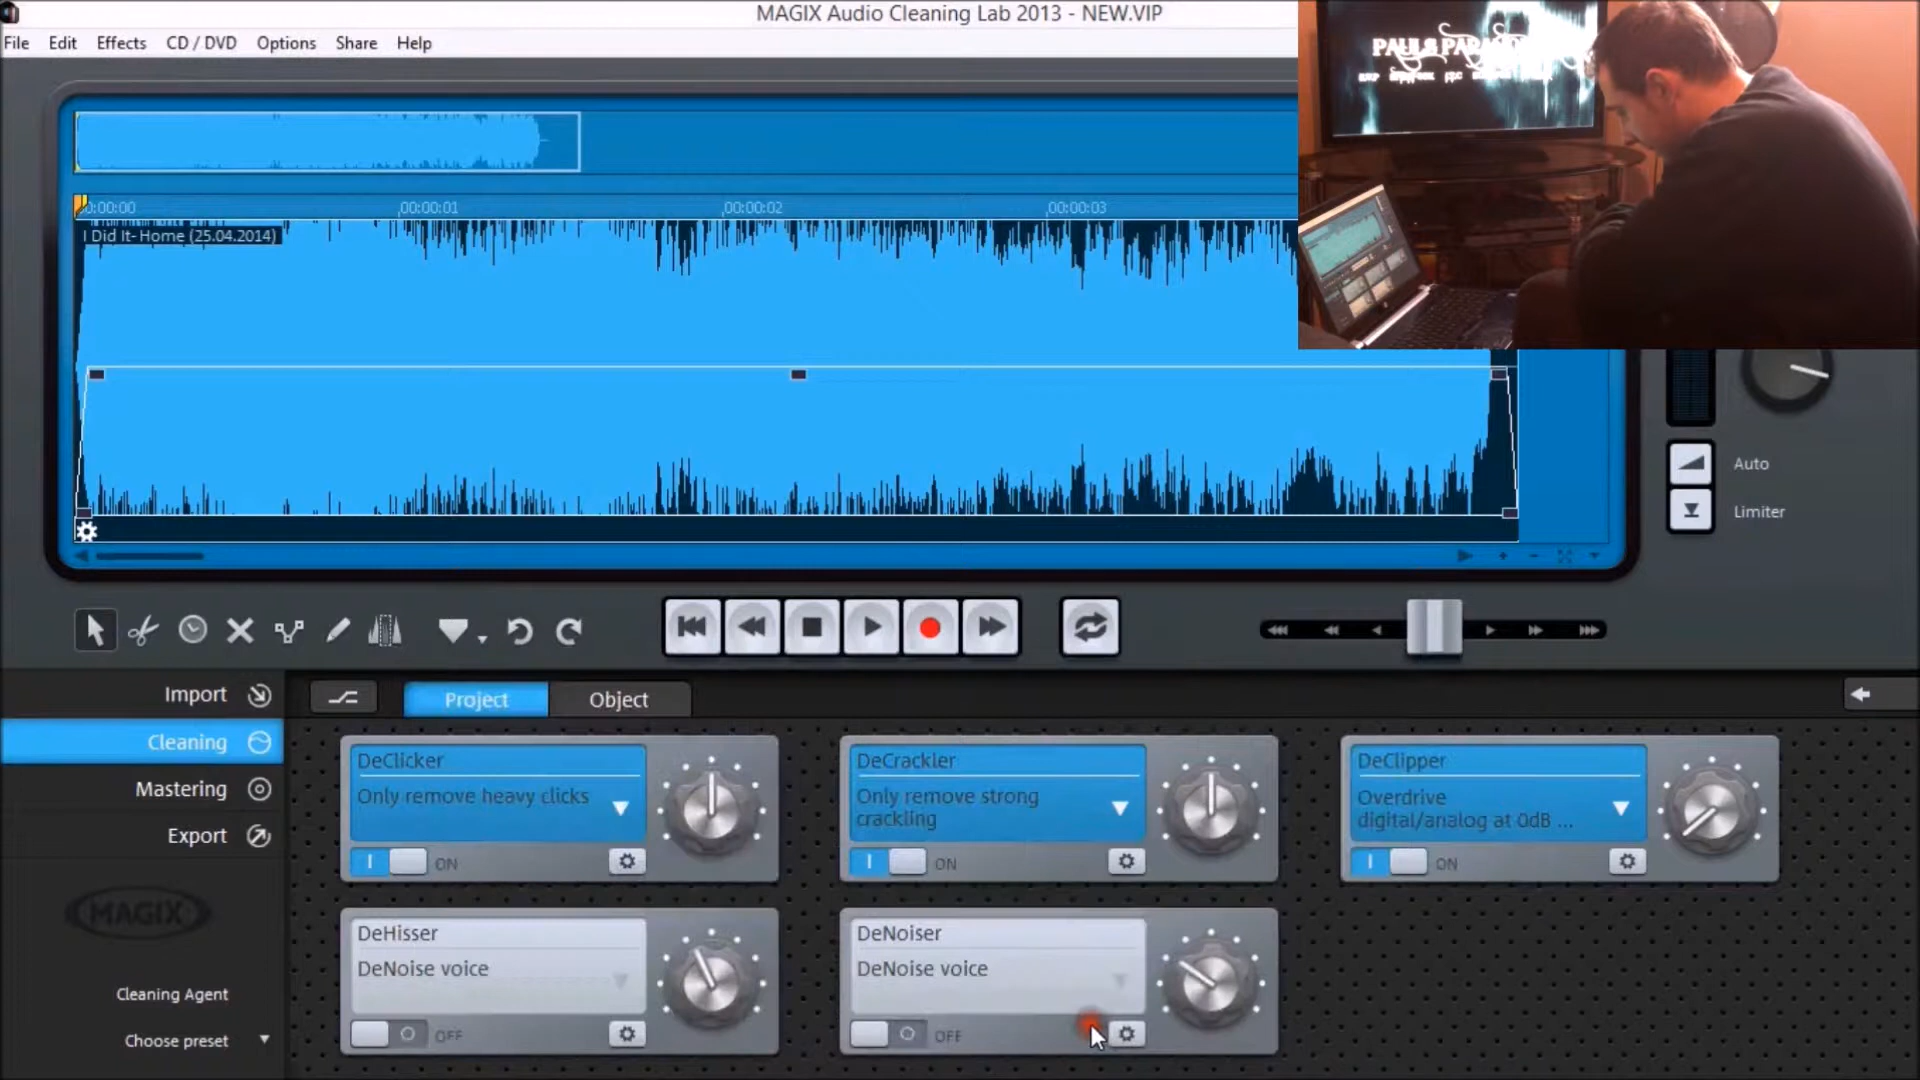 MAGIX Audio Cleaning Lab 2013 - NEW.VIP
File Edit Effects CD / DVD Options Share Help
:00:00:00 ,00:00:01 ,00:00:02 ,00:00:03
I Did It- Home (25.04.2014)
Auto
Limiter
Import
Project Object
Cleaning
Mastering
Export
MAGIX
Cleaning Agent
Choose preset
DeClicker
Only remove heavy clicks
ON
DeCrackler
Only remove strong
crackling
ON
DeClipper
Overdrive
digital/analog at 0dB ...
ON
DeHisser
DeNoise voice
OFF
DeNoiser
DeNoise voice
OFF